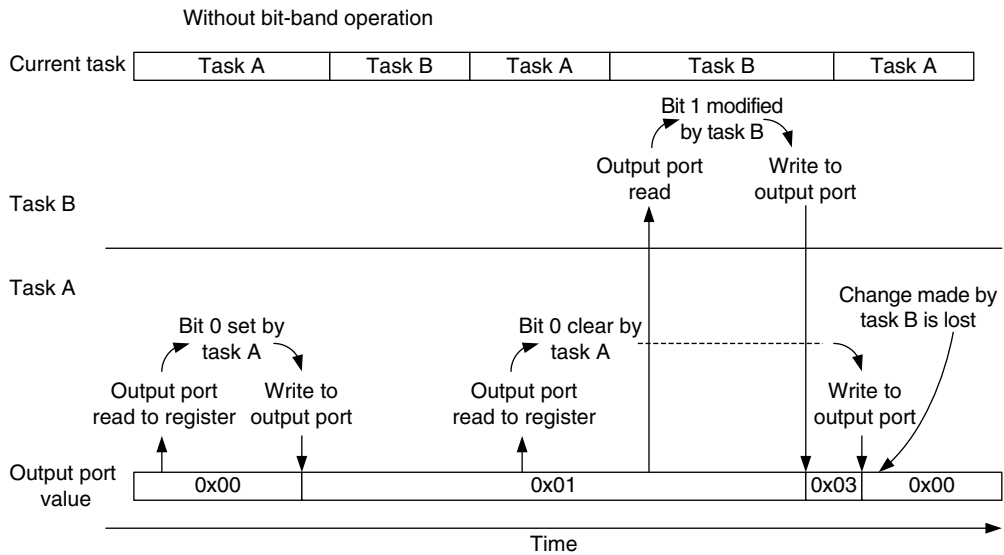 Without bit-band operation
Current task
Task A
Task B
Task A
Task B
Task A
Bit 1 modified
by task B
Output port
read
Write to
output port
Task B
Task A
Bit 0 set by
task A
Output port
read to register
Write to
output port
Bit 0 clear by
task A
Output port
read to register
Change made by
task B is lost
Write to
output port
Output port
value
0x00
0x01
0x03
0x00
Time